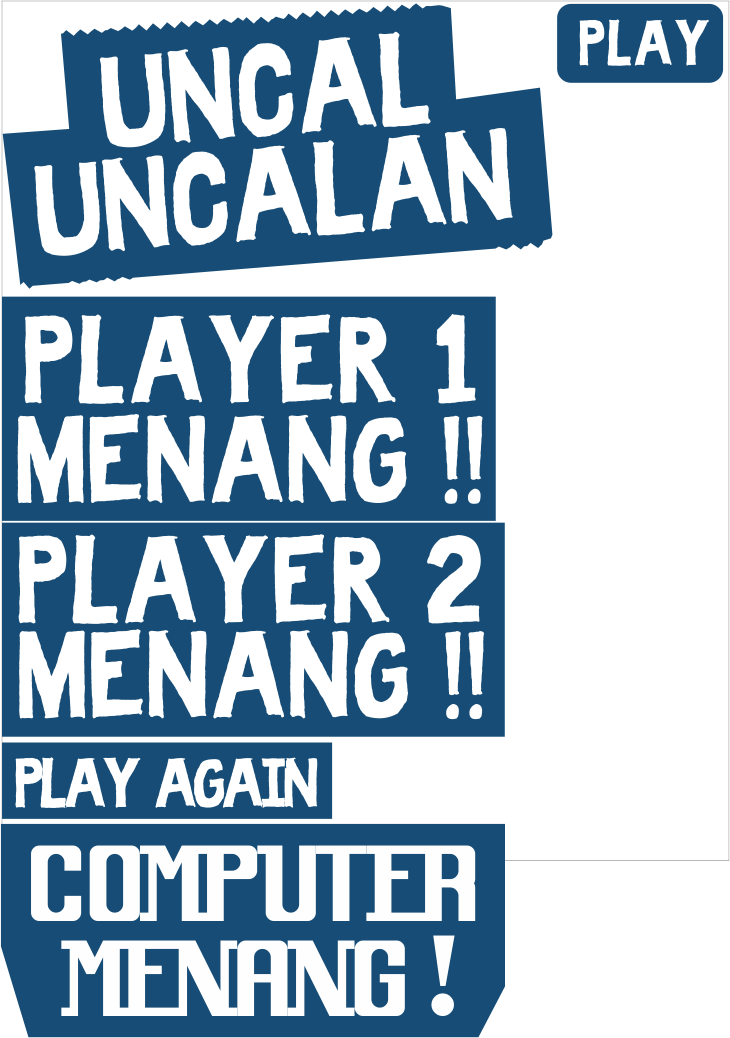 UNCAL
UNCALAN
PLAY
PLAYER 1
MENANG !!
PLAYER 2
MENANG !!
PLAY AGAIN
COMPUTER
MENANG !